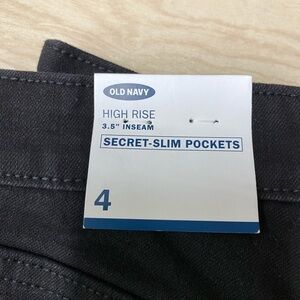 OLD NAVY
HIGH RISE
3.5" INSEAM
SECRET-SLIM POCKETS
4